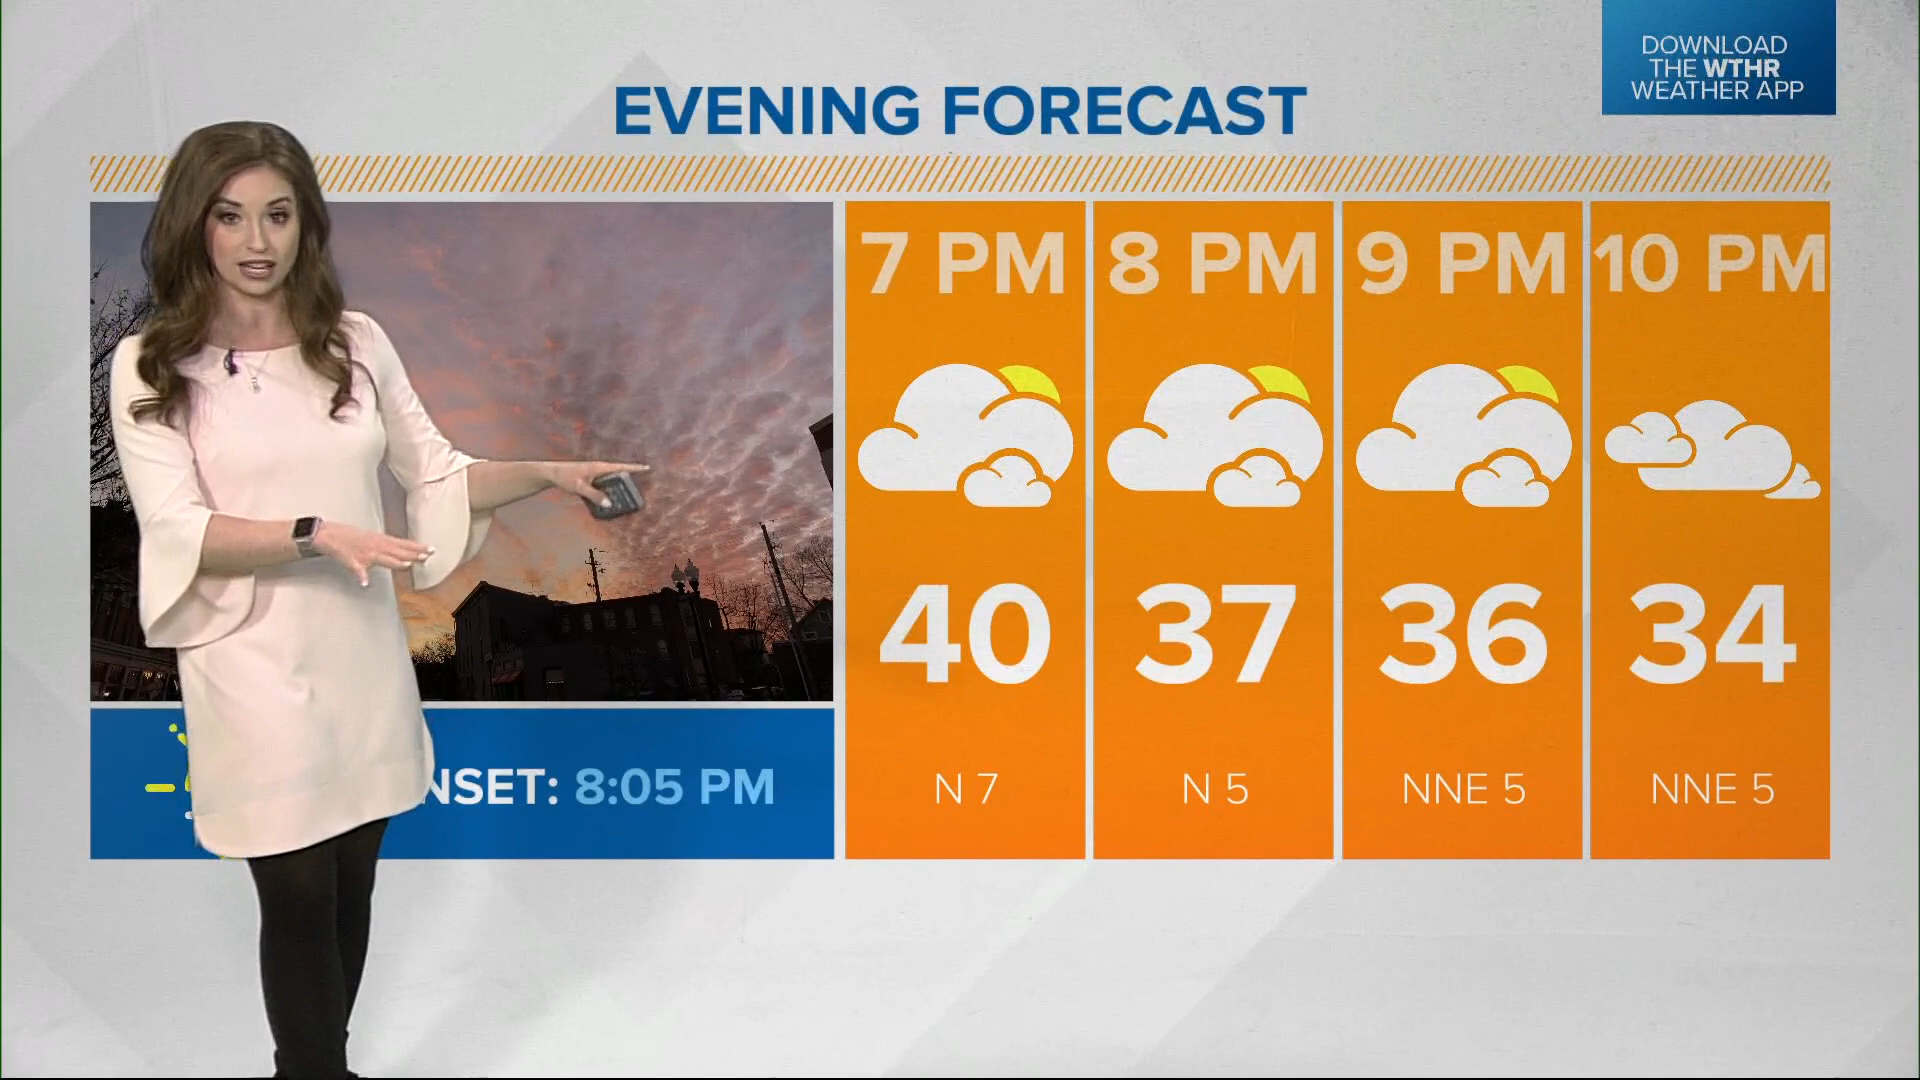 DOWNLOAD
THE WTHR
WEATHER APP
EVENING FORECAST
7 PM
40
N 7
8 PM
37
N 5
9 PM
36
NNE 5
10 PM
34
NNE 5
NSET: 8:05 PM